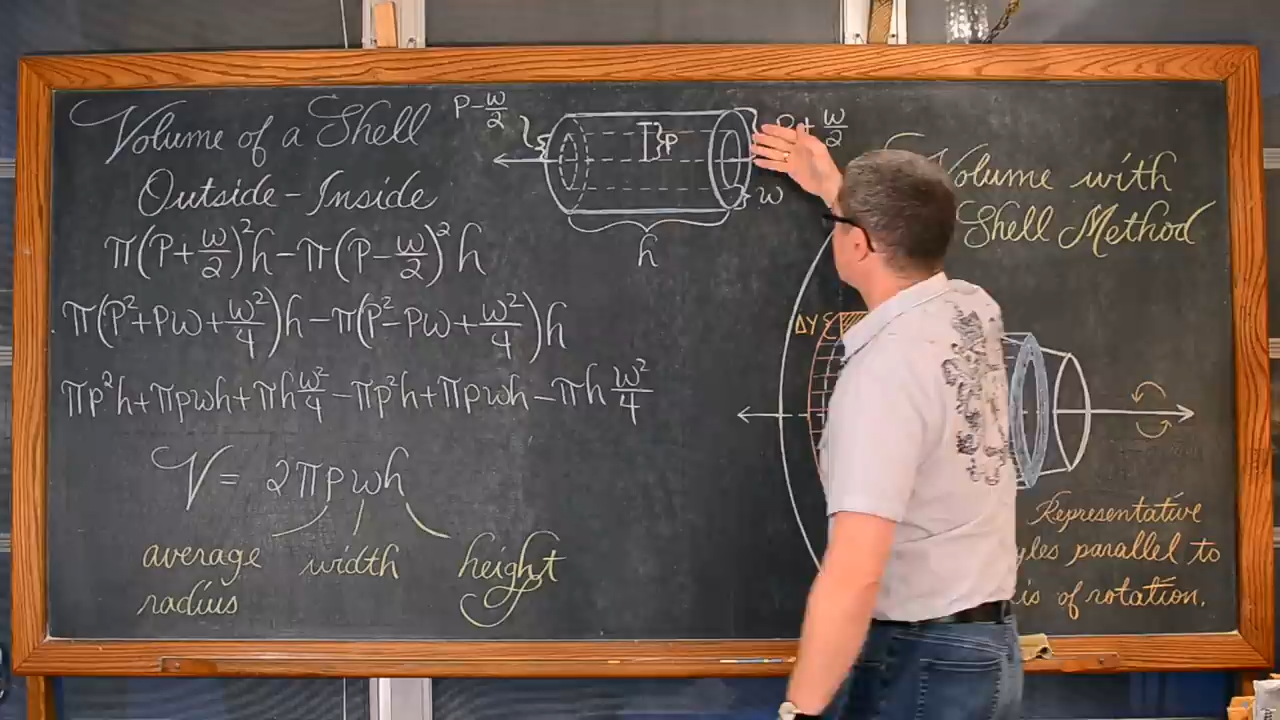 Volume of a Shell
Outside-Inside
π(P+w/2)²h-π(P-w/2)²h
π(P²+Pw+w²/4)h-π(P²-Pw+w²/4)h
πp²h+πpwh+πh w²/4-πp²h+πpwh-πh w²/4
V= 2πpwh
average width height
radius
P-w/2
P
P+w/2
w
h
Volume with
Shell Method
ΔY
Representative
parallel to
of rotation.